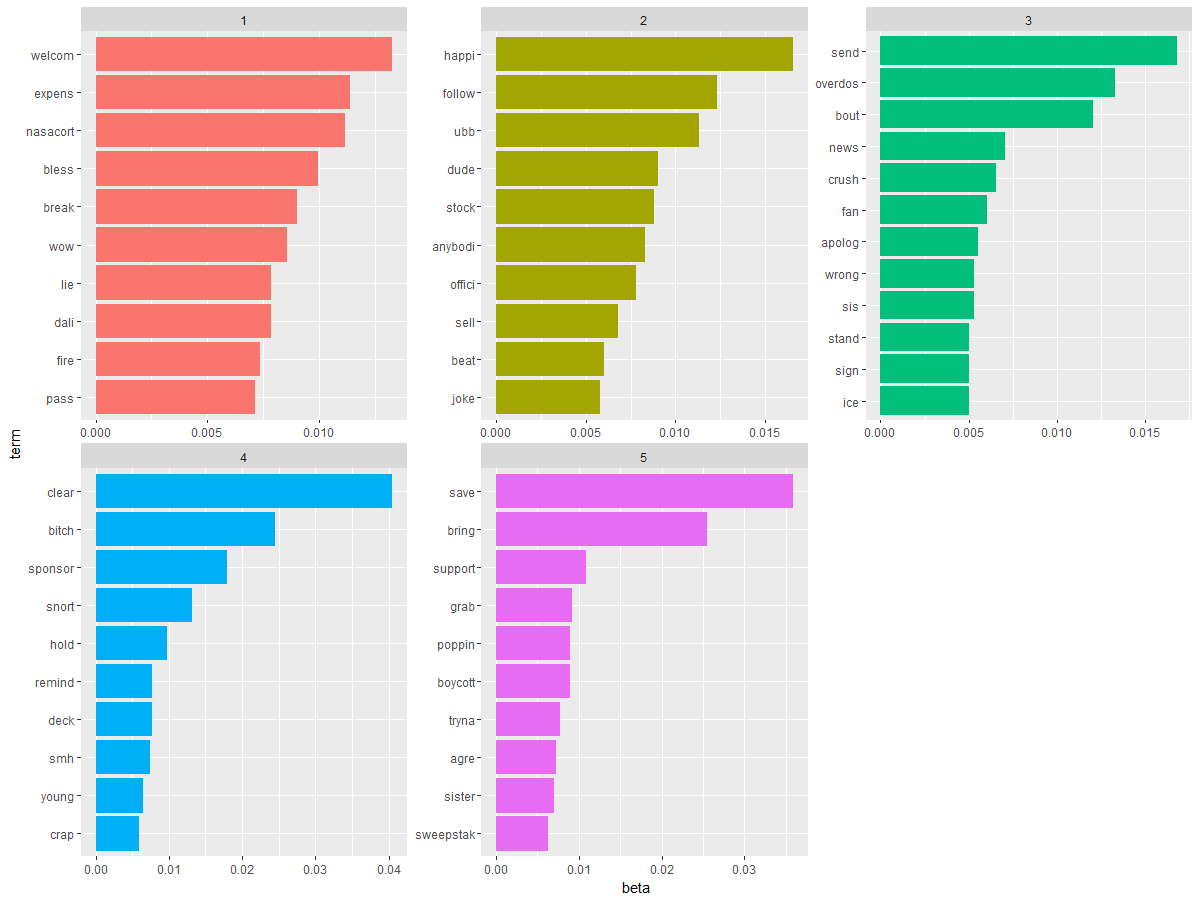 term
1
welcom
expens
nasacort
bless
break
wow
lie
dali
fire
pass
0.000 0.005 0.010
2
happi
follow
ubb
dude
stock
anybodi
offici
sell
beat
joke
0.000 0.005 0.010 0.015
3
send
overdos
bout
news
crush
fan
apolog
wrong
sis
stand
sign
ice
0.000 0.005 0.010 0.015
4
clear
bitch
sponsor
snort
hold
remind
deck
smh
young
crap
0.00 0.01 0.02 0.03 0.04
5
save
bring
support
grab
poppin
boycott
tryna
agre
sister
sweepstak
0.00 0.01 0.02 0.03
beta